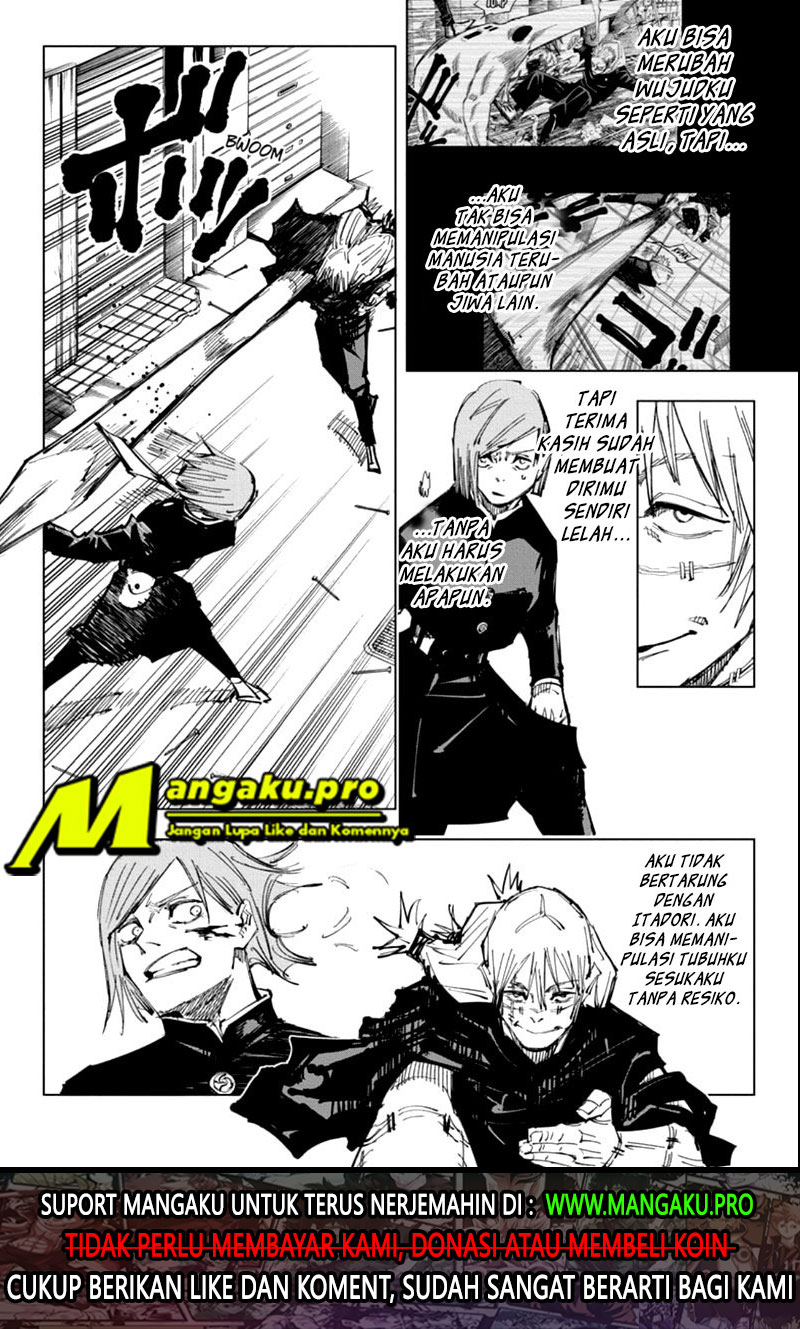 AKU BISA
MERUBAH
WUJUDKU
SEPERTI YANG
ASLI, TAPI...
...AKU
TAK BISA
MEMANIPULASI
MANUSIA TERU-
BAH ATAUPUN
JIWA LAIN.
BWOOM
TAPI
TERIMA
KASIH SUDAH
MEMBUAT
DIRIMU
SENDIRI
LELAH...
...TANPA
AKU HARUS
MELAKUKAN
APAPUN.
Mangaku.pro
Jangan Lupa Like dan Komennya
AKU TIDAK
BERTARUNG
DENGAN
ITADORI. AKU
BISA MEMANI-
PULASI TUBUHKU
SESUKAKU
TANPA RESIKO.
SUPORT MANGAKU UNTUK TERUS NERJEMAHIN DI : WWW.MANGAKU.PRO
TIDAK PERLU MEMBAYAR KAMI, DONASI ATAU MEMBELI KOIN
CUKUP BERIKAN LIKE DAN KOMENT, SUDAH SANGAT BERARTI BAGI KAMI